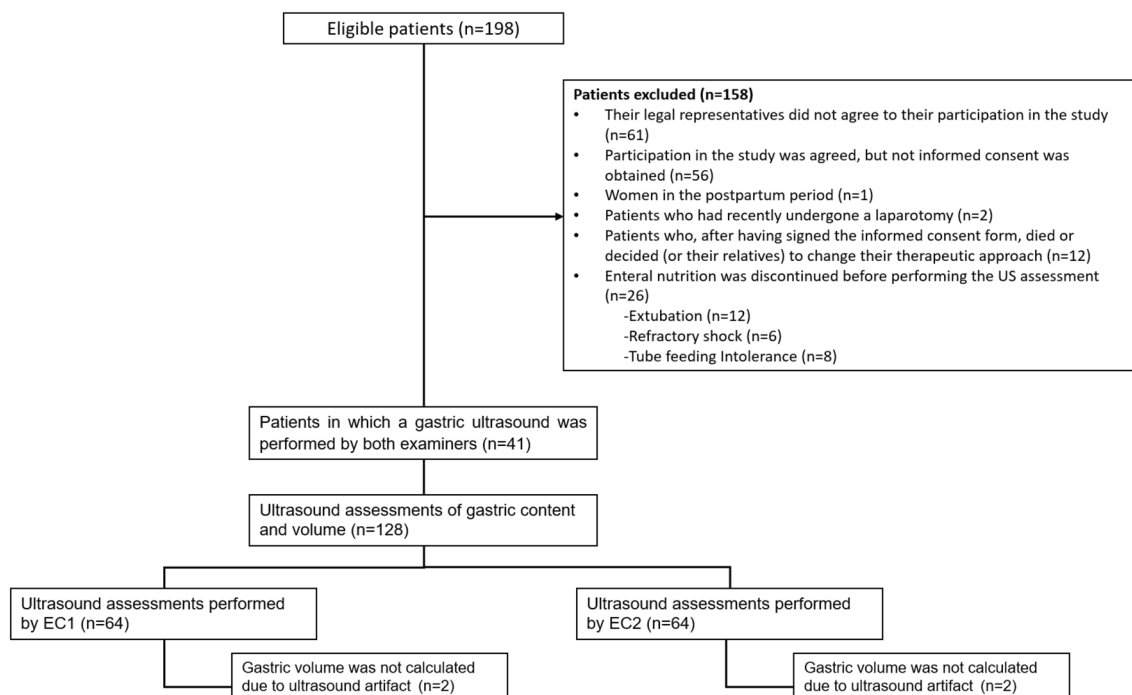 Eligible patients (n=198)
Patients excluded (n=158)
• Their legal representatives did not agree to their participation in the study
(n=61)
• Participation in the study was agreed, but not informed consent was
obtained (n=56)
• Women in the postpartum period (n=1)
• Patients who had recently undergone a laparotomy (n=2)
• Patients who, after having signed the informed consent form, died or
decided (or their relatives) to change their therapeutic approach (n=12)
• Enteral nutrition was discontinued before performing the US assessment
(n=26)
-Extubation (n=12)
-Refractory shock (n=6)
-Tube feeding Intolerance (n=8)
Patients in which a gastric ultrasound was
performed by both examiners (n=41)
Ultrasound assessments of gastric content
and volume (n=128)
Ultrasound assessments performed
by EC1 (n=64)
Ultrasound assessments performed
by EC2 (n=64)
Gastric volume was not calculated
due to ultrasound artifact (n=2)
Gastric volume was not calculated
due to ultrasound artifact (n=2)